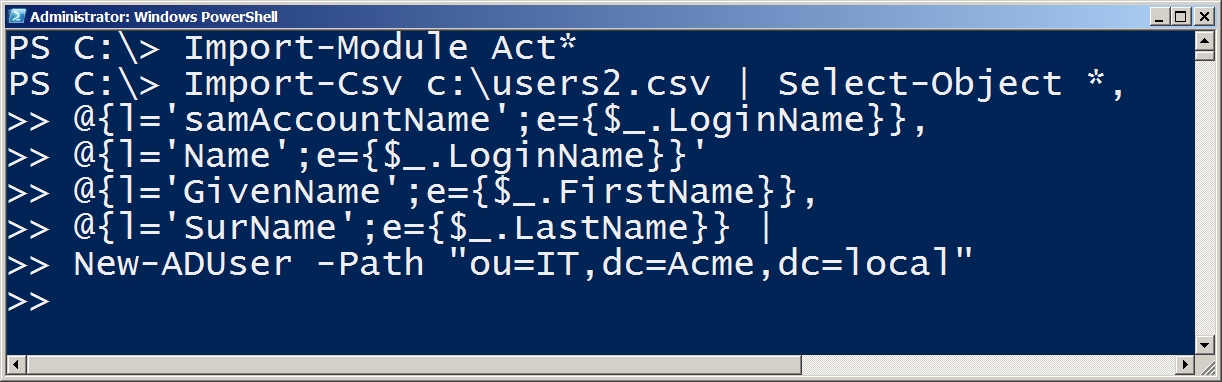 Administrator: Windows PowerShell
PS C:\> Import-Module Act*
PS C:\> Import-Csv c:\users2.csv | Select-Object *,
>> @{l='samAccountName';e={$_.LoginName}},
>> @{l='Name';e={$_.LoginName}}'
>> @{l='GivenName';e={$_.FirstName}},
>> @{l='SurName';e={$_.LastName}} |
>> New-ADUser -Path "ou=IT,dc=Acme,dc=local"
>>